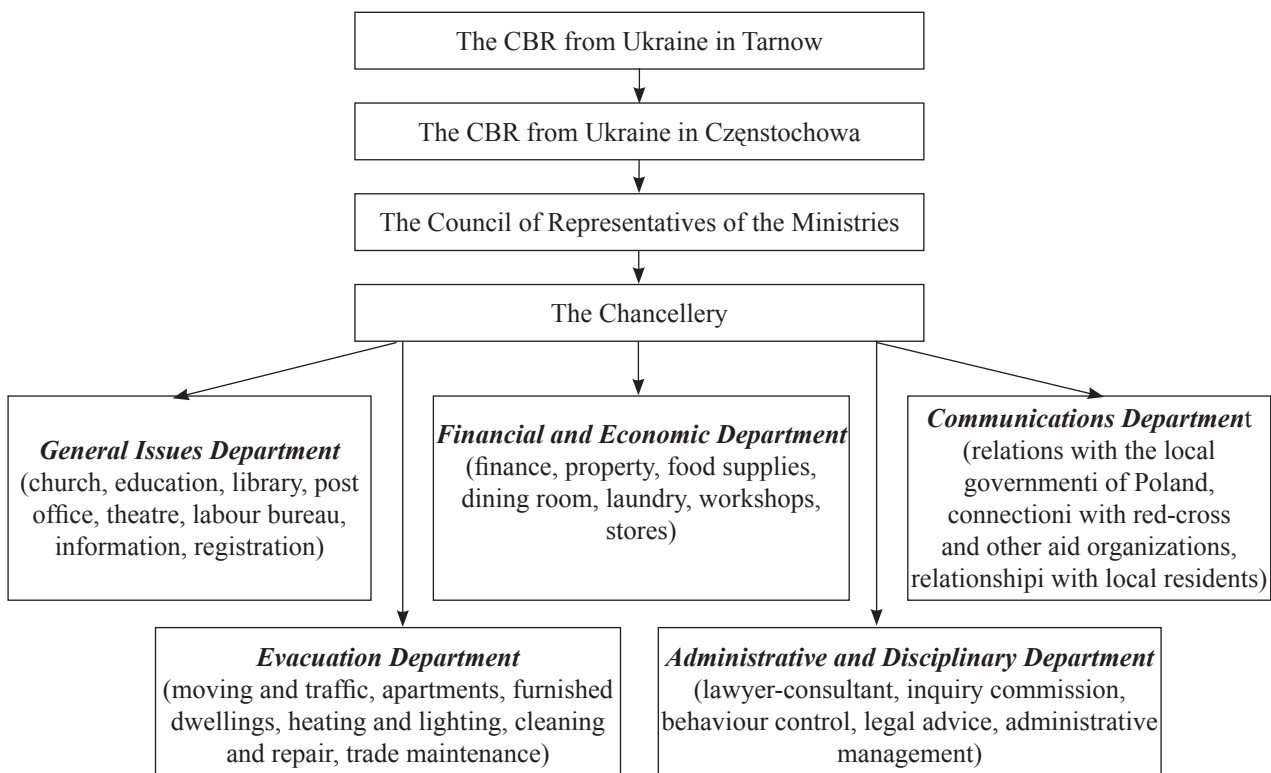 The CBR from Ukraine in Tarnow
The CBR from Ukraine in Częnstochowa
The Council of Representatives of the Ministries
The Chancellery
General Issues Department
(church, education, library, post
office, theatre, labour bureau,
information, registration)
Financial and Economic Department
(finance, property, food supplies,
dining room, laundry, workshops,
stores)
Communications Department
(relations with the local
governmenti of Poland,
connectioni with red-cross
and other aid organizations,
relationshipi with local residents)
Evacuation Department
(moving and traffic, apartments, furnished
dwellings, heating and lighting, cleaning
and repair, trade maintenance)
Administrative and Disciplinary Department
(lawyer-consultant, inquiry commission,
behaviour control, legal advice, administrative
management)